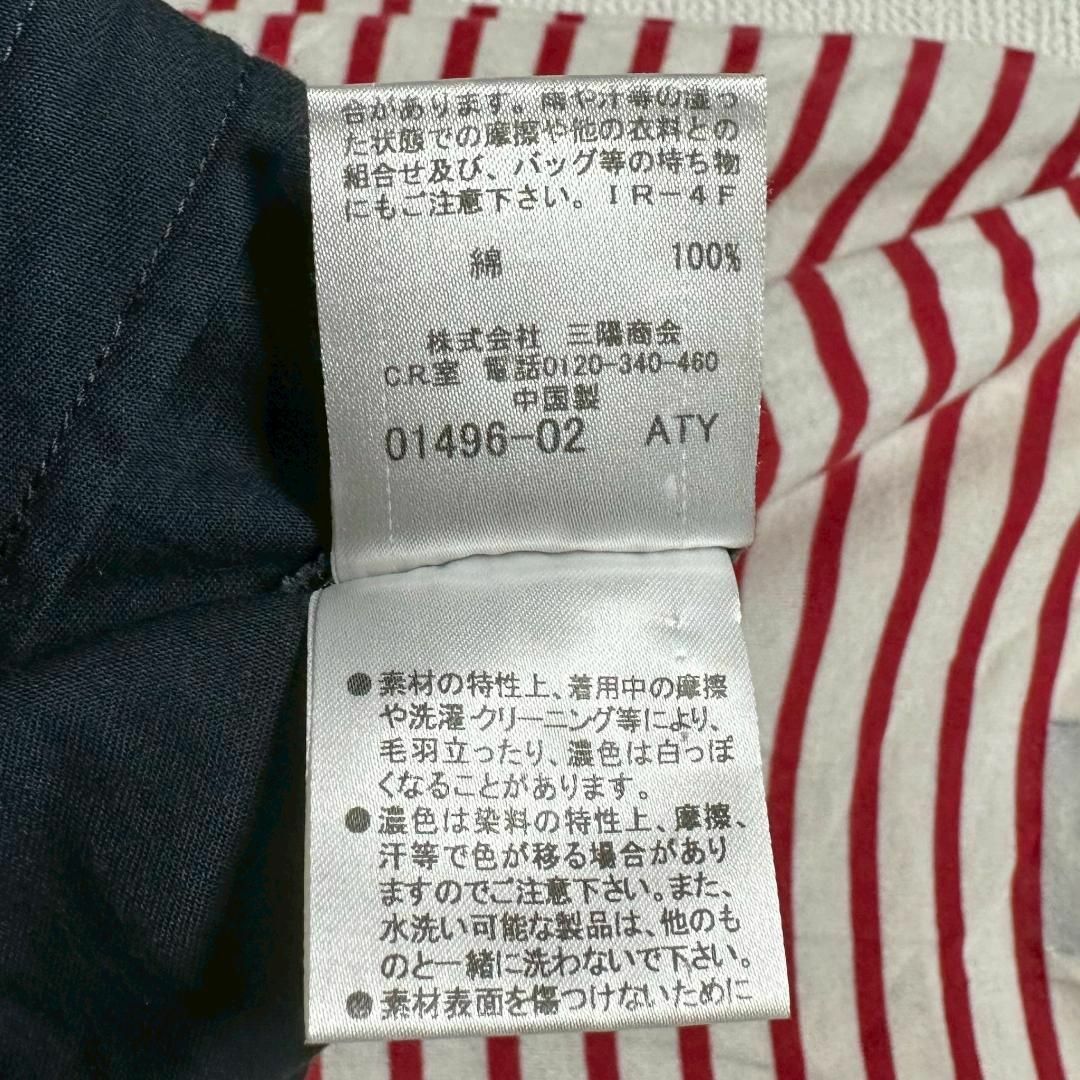 合があります。雨や汗等の湿っ
た状態での摩擦や他の衣料との
組合せ及び、バッグ等の持ち物
にもご注意下さい。IR-4F
綿 100%
株式会社 三陽商会
C.R.室 電話0120-340-460
中国製
01496-02 ATY
●素材の特性上、着用中の摩擦
や洗濯・クリーニング等により、
毛羽立ったり、濃色は白っぽ
くなることがあります。
●濃色は染料の特性上、摩擦、
汗等で色が移る場合があり
ますのでご注意下さい。また、
水洗い可能な製品は、他のも
のと一緒に洗わないで下さい。
●素材表面を傷つけないために